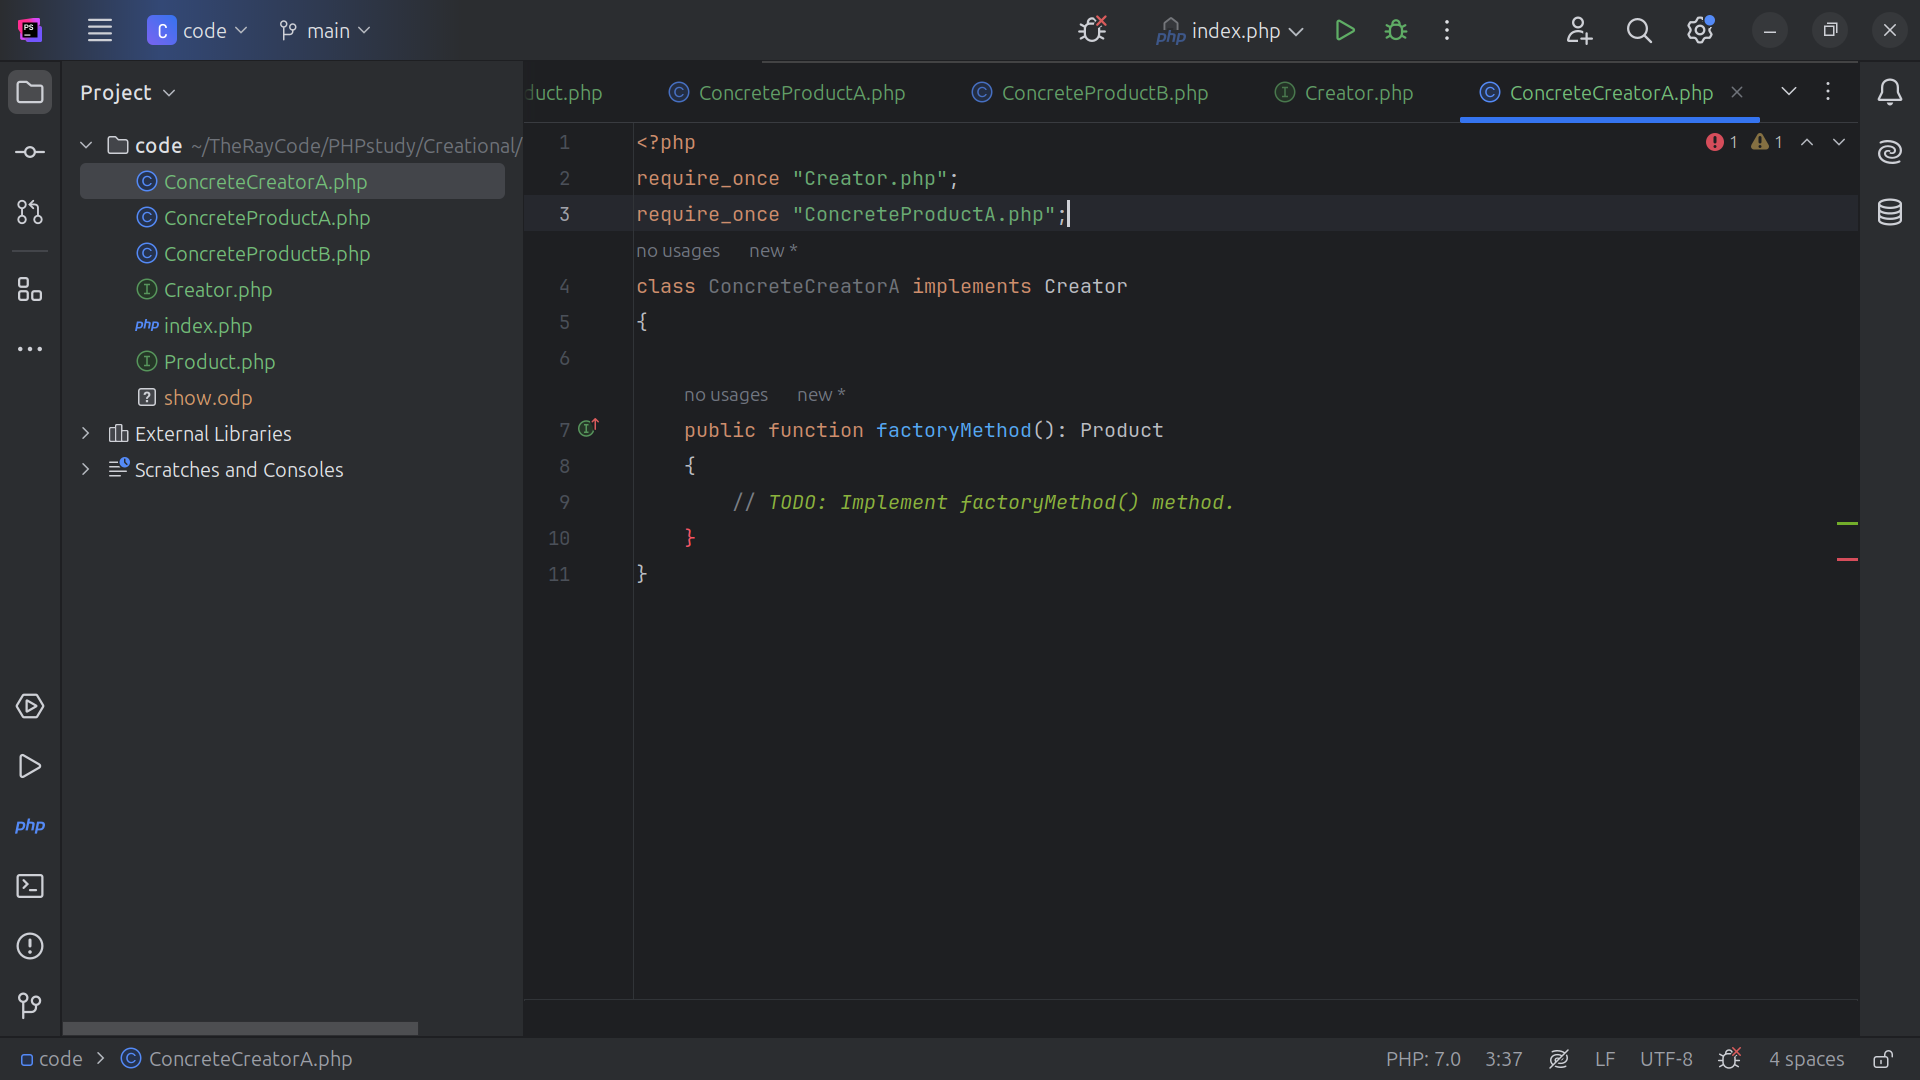 PS
C code
main
php index.php
Project
duct.php
ConcreteProductA.php
ConcreteProductB.php
Creator.php
ConcreteCreatorA.php
code ~/TheRayCode/PHPstudy/Creational/
C ConcreteCreatorA.php
C ConcreteProductA.php
C ConcreteProductB.php
I Creator.php
php index.php
I Product.php
? show.odp
External Libraries
Scratches and Consoles
1 <?php
1 1
2 require_once "Creator.php";
3 require_once "ConcreteProductA.php";
no usages new *
4 class ConcreteCreatorA implements Creator
5 {
6
no usages new *
7 public function factoryMethod(): Product
8 {
9 // TODO: Implement factoryMethod() method.
10 }
11 }
php
code > ConcreteCreatorA.php
PHP: 7.0 3:37 LF UTF-8 4 spaces